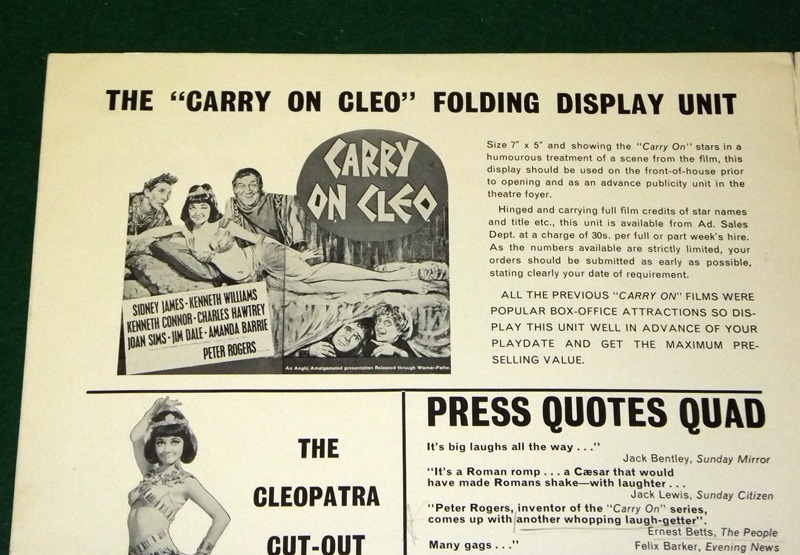 THE "CARRY ON CLEO" FOLDING DISPLAY UNIT
CARRY
ON CLEO
SIDNEY JAMES · KENNETH WILLIAMS
KENNETH CONNOR · CHARLES HAWTREY
JOAN SIMS · JIM DALE · AMANDA BARRIE
PETER ROGERS
An Anglo Amalgamated presentation Released through Warner-Pathe.
Size 7" x 5" and showing the "Carry On" stars in a
humourous treatment of a scene from the film, this
display should be used on the front-of-house prior
to opening and as an advance publicity unit in the
theatre foyer.
Hinged and carrying full film credits of star names
and title etc., this unit is available from Ad. Sales
Dept. at a charge of 30s. per full or part week's hire.
As the numbers available are strictly limited, your
orders should be submitted as early as possible,
stating clearly your date of requirement.
ALL THE PREVIOUS "CARRY ON" FILMS WERE
POPULAR BOX-OFFICE ATTRACTIONS SO DIS-
PLAY THIS UNIT WELL IN ADVANCE OF YOUR
PLAYDATE AND GET THE MAXIMUM PRE-
SELLING VALUE.
THE
CLEOPATRA
CUT-OUT
PRESS QUOTES QUAD
It's big laughs all the way . . ."
Jack Bentley, Sunday Mirror
"It's a Roman romp . . . a Cæsar that would
have made Romans shake—with laughter . . .
Jack Lewis, Sunday Citizen
"Peter Rogers, inventor of the "Carry On" series,
comes up with another whopping laugh-getter".
Ernest Betts, The People
Many gags . . ."
Felix Barker, Evening News